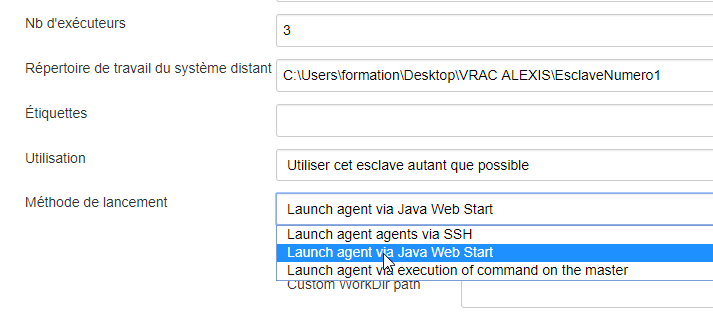 Nb d'exécuteurs
3
Répertoire de travail du système distant
C:\Users\formation\Desktop\VRAC ALEXIS\EsclaveNumero1
Étiquettes
Utilisation
Utiliser cet esclave autant que possible
Méthode de lancement
Launch agent via Java Web Start
Launch agent agents via SSH
Launch agent via Java Web Start
Launch agent via execution of command on the master
Custom WorkDir path